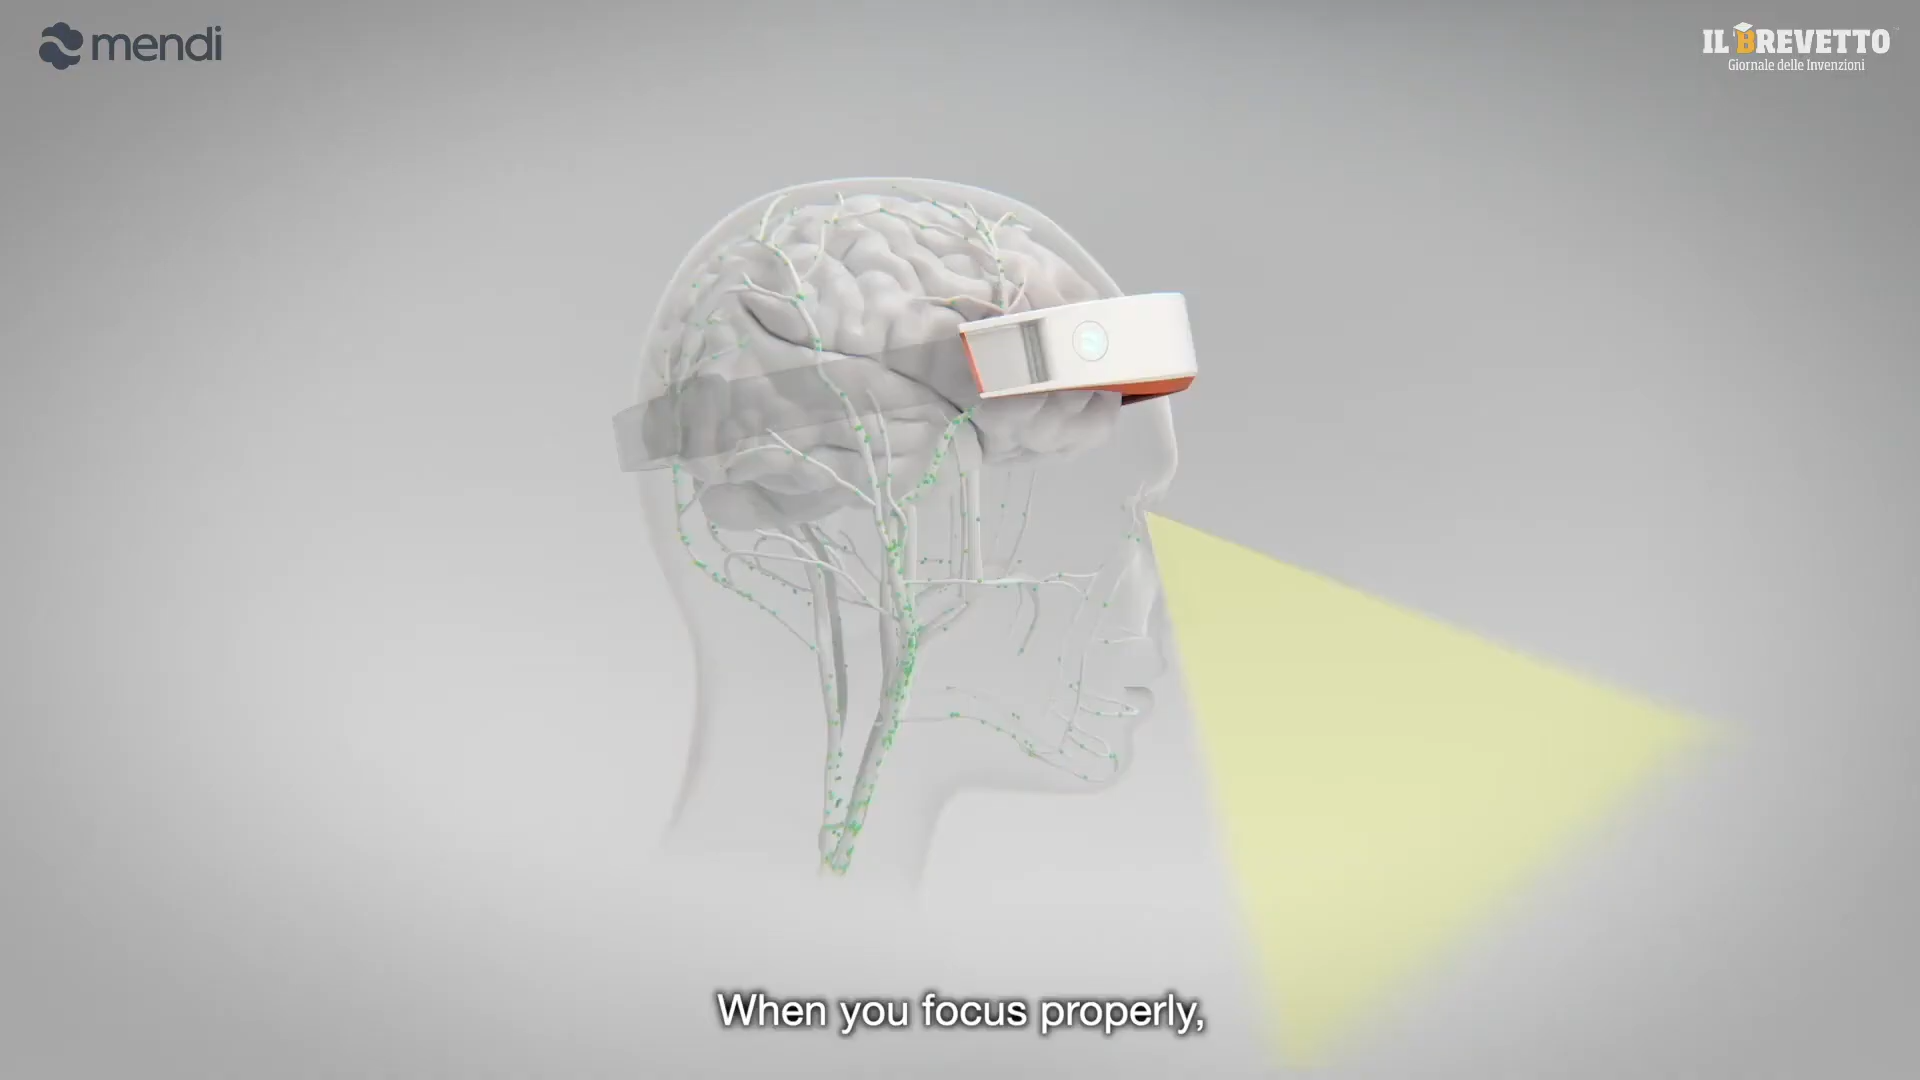 mendi
IL BREVETTO
Giornale delle Invenzioni
When you focus properly,